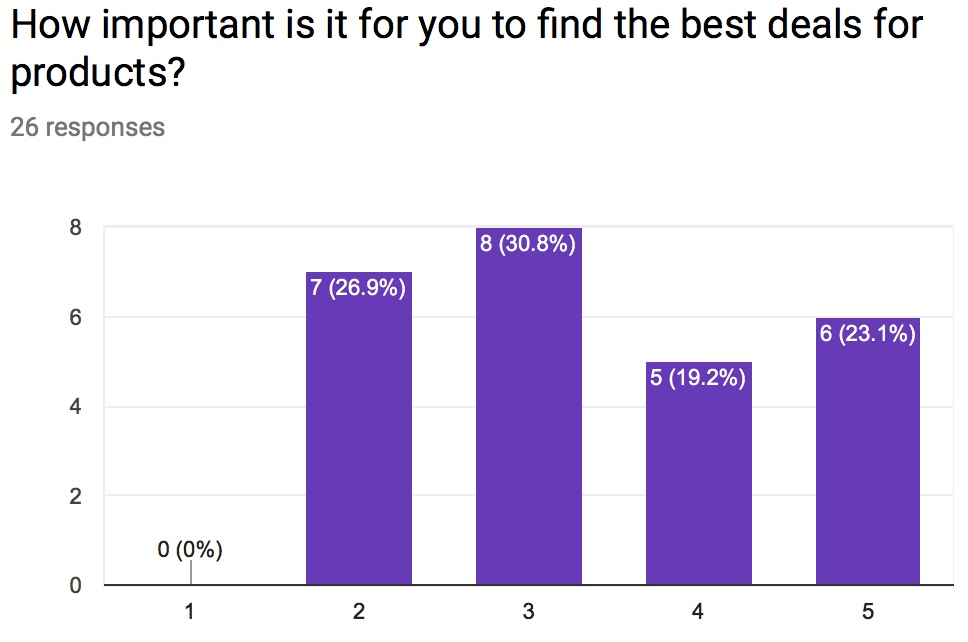 How important is it for you to find the best deals for
products?
26 responses
8
8 (30.8%)
7 (26.9%)
6
6 (23.1%)
5 (19.2%)
4
2
0 (0%)
0
1 2 3 4 5